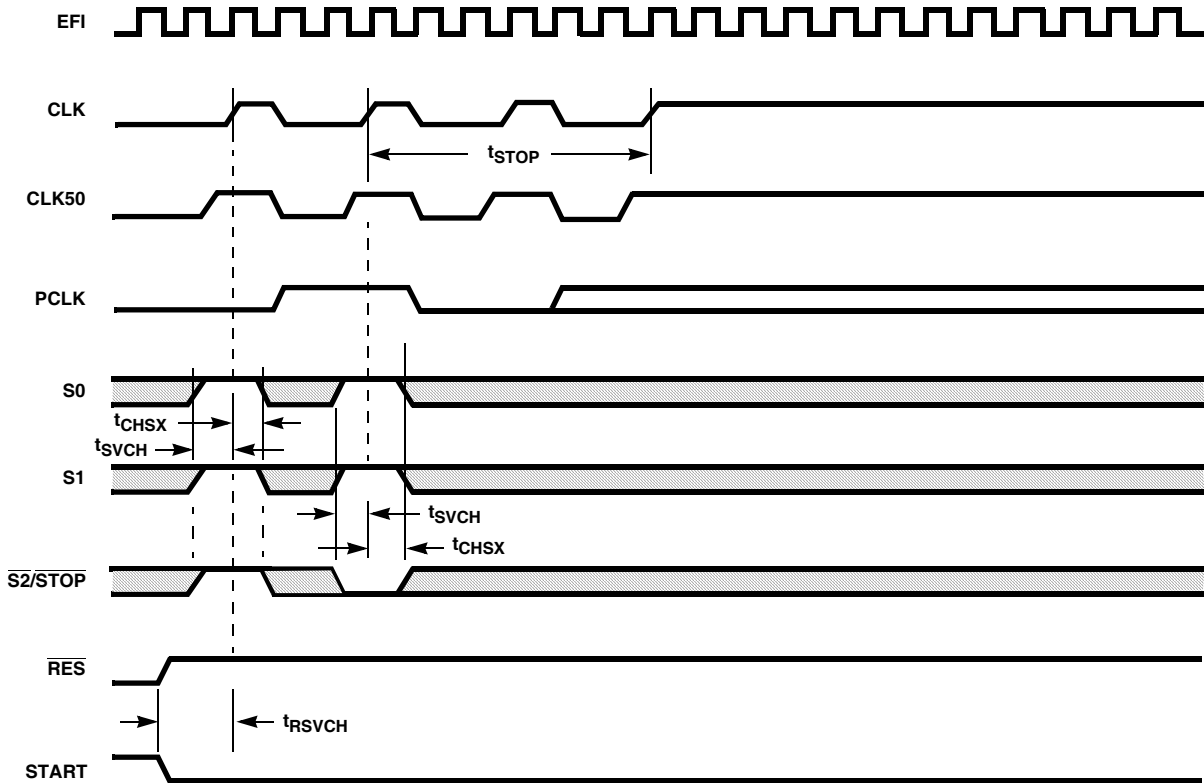 EFI
CLK
tSTOP
CLK50
PCLK
S0
tCHSX
tSVCH
S1
tSVCH
tCHSX
S2/STOP
RES
tRSVCH
START